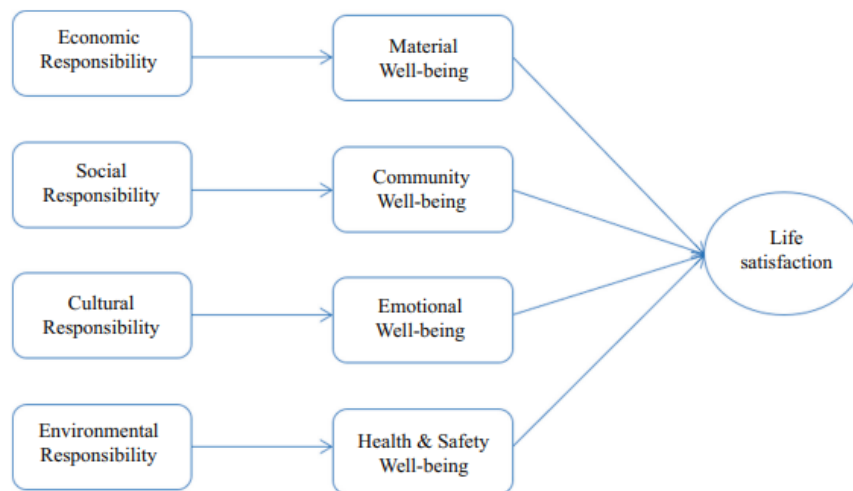 Economic
Responsibility
Material
Well-being
Social
Responsibility
Community
Well-being
Life
satisfaction
Cultural
Responsibility
Emotional
Well-being
Environmental
Responsibility
Health & Safety
Well-being